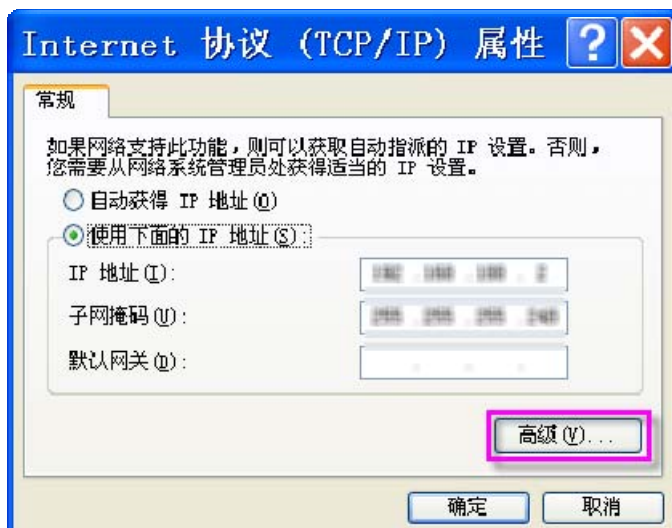 Internet 协议 (TCP/IP) 属性
常规
如果网络支持此功能，则可以获取自动指派的 IP 设置。否则，
您需要从网络系统管理员处获得适当的 IP 设置。
自动获得 IP 地址(O)
使用下面的 IP 地址(S):
IP 地址(I):
子网掩码(U):
默认网关(D):
高级(V)...
确定 取消